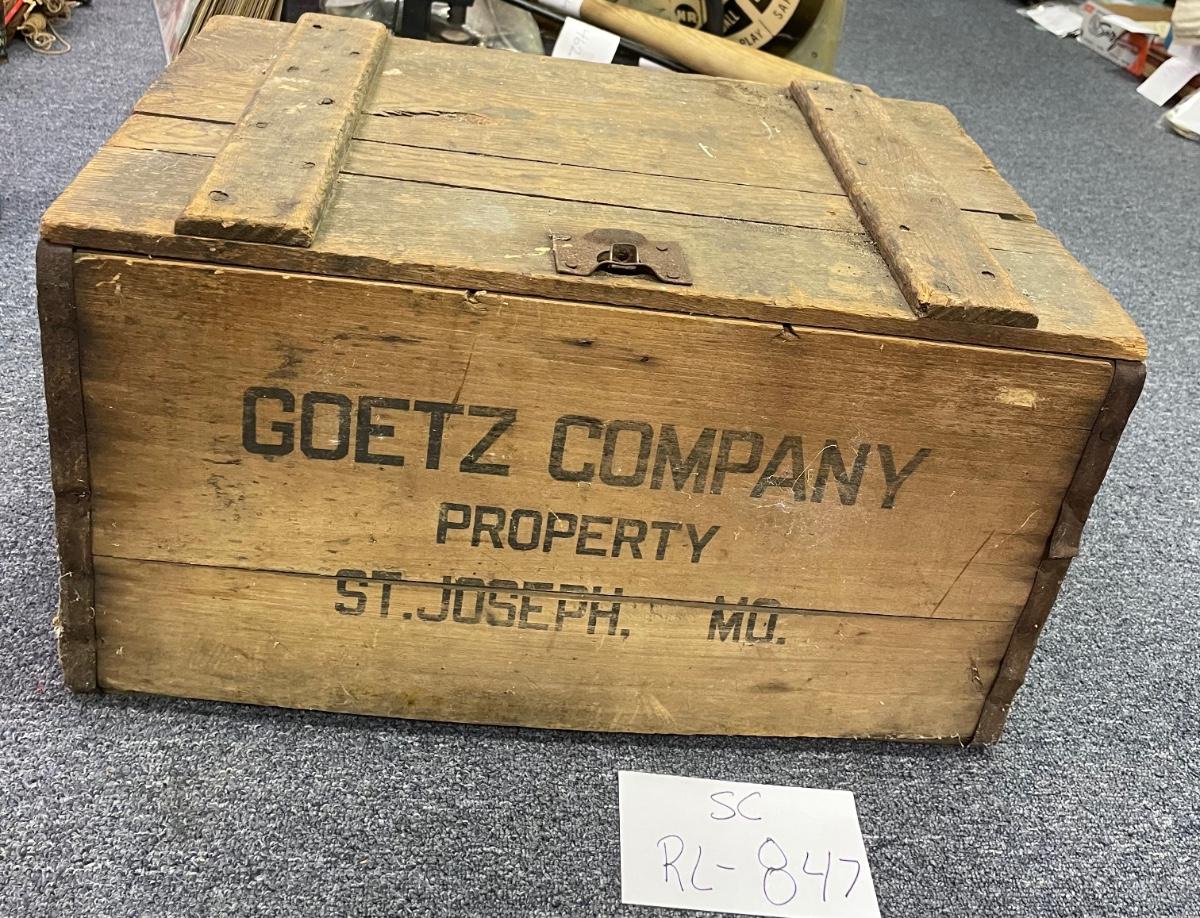 GOETZ COMPANY
PROPERTY
ST. JOSEPH, MO.
SC
RL-847